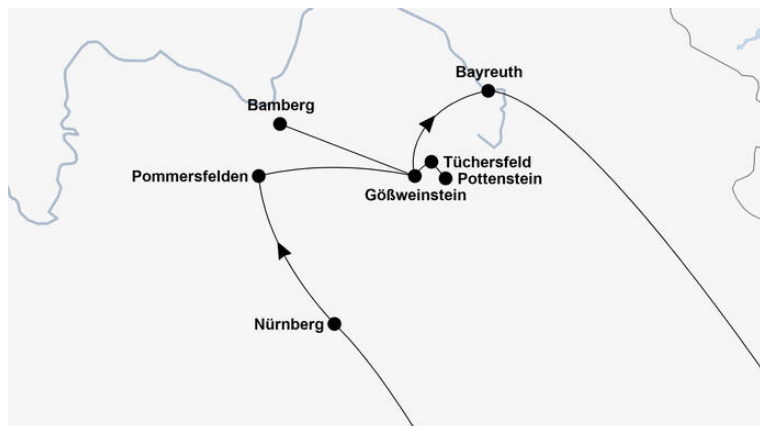 Bayreuth
Bamberg
Tüchersfeld
Pommersfelden
Pottenstein
Gößweinstein
Nürnberg